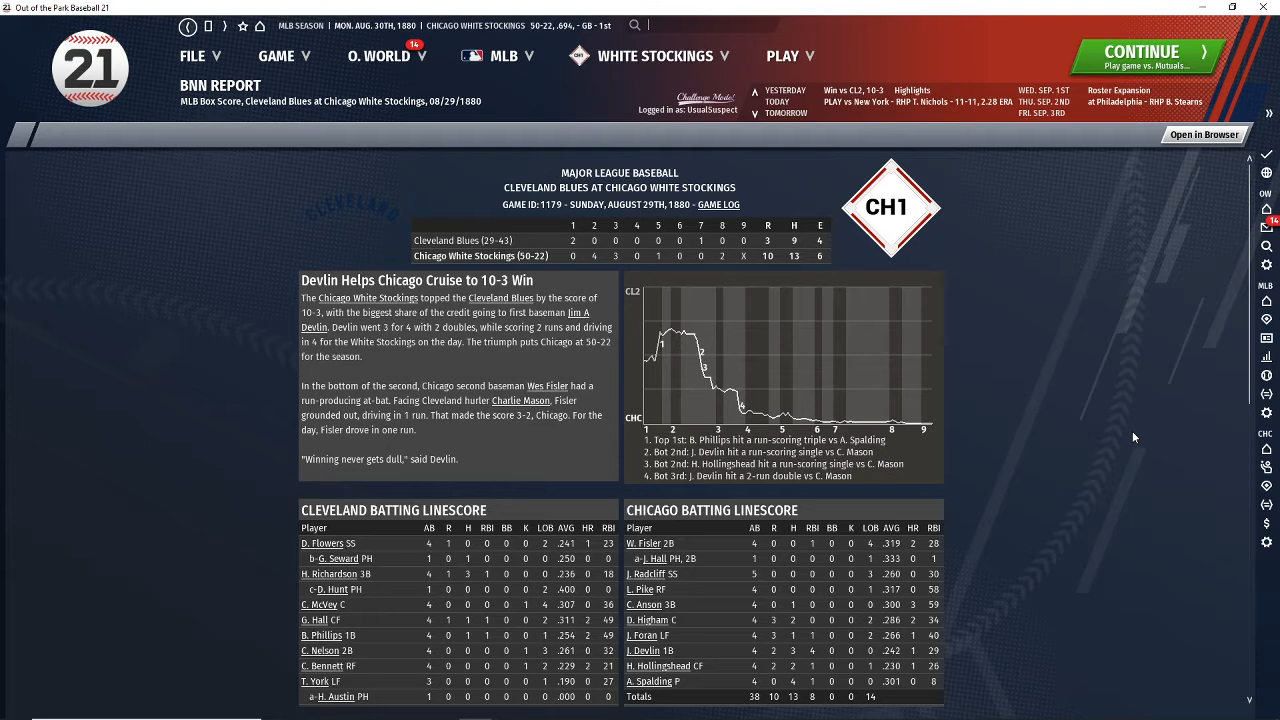 Out of the Park Baseball 21
MLB SEASON | MON. AUG. 30TH, 1880 | CHICAGO WHITE STOCKINGS 50-22, .694, - GB - 1st
21
FILE
GAME
O. WORLD
14
MLB
WHITE STOCKINGS
PLAY
CONTINUE
Play game vs. Mutuals...
BNN REPORT
MLB Box Score, Cleveland Blues at Chicago White Stockings, 08/29/1880
Challenge Mode!
Logged in as: UsualSuspect
YESTERDAY Win vs CL2, 10-3 Highlights
TODAY PLAY vs New York - RHP T. Nichols - 11-11, 2.28 ERA
TOMORROW
WED. SEP. 1ST Roster Expansion
THU. SEP. 2ND at Philadelphia - RHP B. Stearns
FRI. SEP. 3RD
Open in Browser
CLEVELAND
MAJOR LEAGUE BASEBALL
CLEVELAND BLUES AT CHICAGO WHITE STOCKINGS
GAME ID: 1179 - SUNDAY, AUGUST 29TH, 1880 - GAME LOG
CH1
1 2 3 4 5 6 7 8 9 R H E
Cleveland Blues (29-43) 2 0 0 0 0 0 1 0 0 3 9 4
Chicago White Stockings (50-22) 0 4 3 0 1 0 0 2 X 10 13 6
Devlin Helps Chicago Cruise to 10-3 Win
The Chicago White Stockings topped the Cleveland Blues by the score of
10-3, with the biggest share of the credit going to first baseman Jim A
Devlin. Devlin went 3 for 4 with 2 doubles, while scoring 2 runs and driving
in 4 for the White Stockings on the day. The triumph puts Chicago at 50-22
for the season.
In the bottom of the second, Chicago second baseman Wes Fisler had a
run-producing at-bat. Facing Cleveland hurler Charlie Mason, Fisler
grounded out, driving in 1 run. That made the score 3-2, Chicago. For the
day, Fisler drove in one run.
"Winning never gets dull," said Devlin.
CL2
1
2
3
4
CHC
1 2 3 4 5 6 7 8 9
1. Top 1st: B. Phillips hit a run-scoring triple vs A. Spalding
2. Bot 2nd: J. Devlin hit a run-scoring single vs C. Mason
3. Bot 2nd: H. Hollingshead hit a run-scoring single vs C. Mason
4. Bot 3rd: J. Devlin hit a 2-run double vs C. Mason
CLEVELAND BATTING LINESCORE
Player AB R H RBI BB K LOB AVG HR RBI
D. Flowers SS 4 1 0 0 0 0 2 .241 1 23
b-G. Seward PH 1 0 1 0 0 0 0 .250 0 0
H. Richardson 3B 4 1 3 1 0 0 0 .236 0 18
c-D. Hunt PH 1 0 0 0 0 0 2 .400 0 0
C. McVey C 4 0 0 0 0 1 4 .307 0 36
G. Hall CF 4 1 1 1 0 0 2 .311 2 49
B. Phillips 1B 4 0 1 1 0 0 1 .254 2 49
C. Nelson 2B 4 0 1 0 0 1 3 .261 0 32
C. Bennett RF 4 0 1 0 0 1 2 .229 2 21
T. York LF 3 0 0 0 0 0 1 .190 0 27
a-H. Austin PH 1 0 0 0 0 0 0 .000 0 0
CHICAGO BATTING LINESCORE
Player AB R H RBI BB K LOB AVG HR RBI
W. Fisler 2B 4 0 0 1 0 0 4 .319 2 28
a-J. Hall PH, 2B 1 0 0 0 0 0 1 .333 0 1
J. Radcliff SS 5 0 0 0 0 0 3 .260 0 30
L. Pike RF 4 0 0 0 0 0 1 .317 0 58
C. Anson 3B 4 0 1 0 0 0 0 .300 3 59
D. Higham C 4 3 2 0 0 0 2 .286 2 34
J. Foran LF 4 3 1 1 0 0 2 .266 1 40
J. Devlin 1B 4 2 3 4 0 0 0 .242 1 29
H. Hollingshead CF 4 2 2 1 0 0 1 .230 1 26
A. Spalding P 4 0 4 1 0 0 0 .301 0 8
Totals 38 10 13 8 0 0 14
OW
14
MLB
CHC